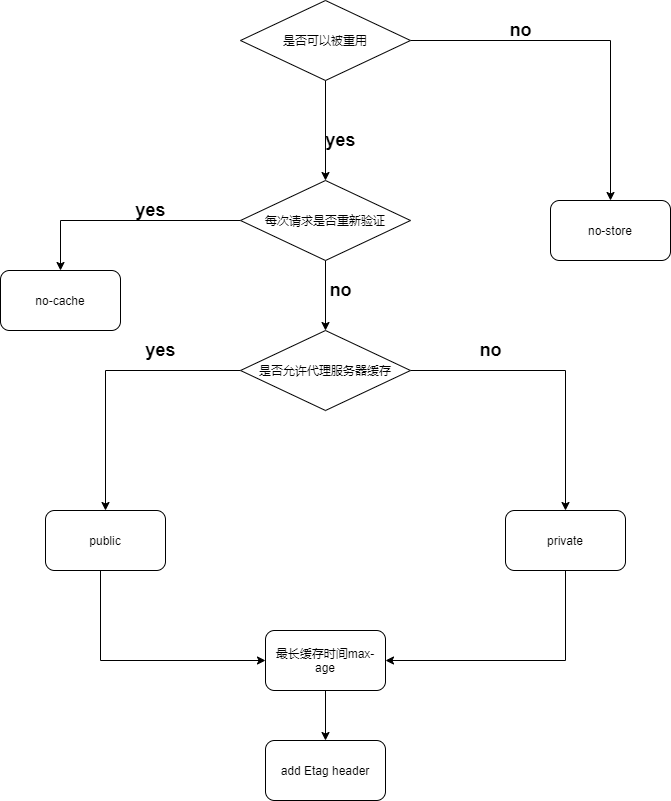 是否可以被重用
no
yes
每次请求是否重新验证
yes
no-store
no-cache
no
yes
no
是否允许代理服务器缓存
public
private
最长缓存时间max-
age
add Etag header